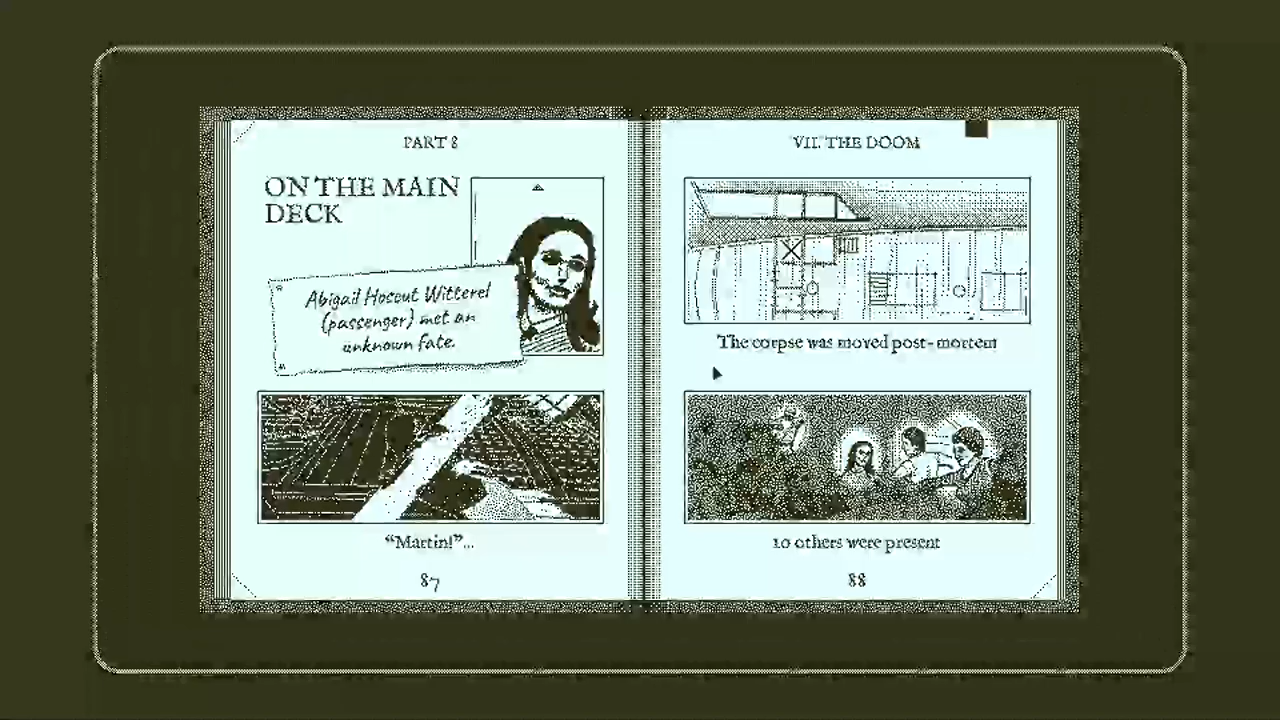 PART 8
ON THE MAIN
DECK
Abigail Hoscut Witterel
(passenger) met an
unknown fate.
"Martin!"...
87
VII. THE DOOM
The corpse was moved post-mortem
10 others were present
88